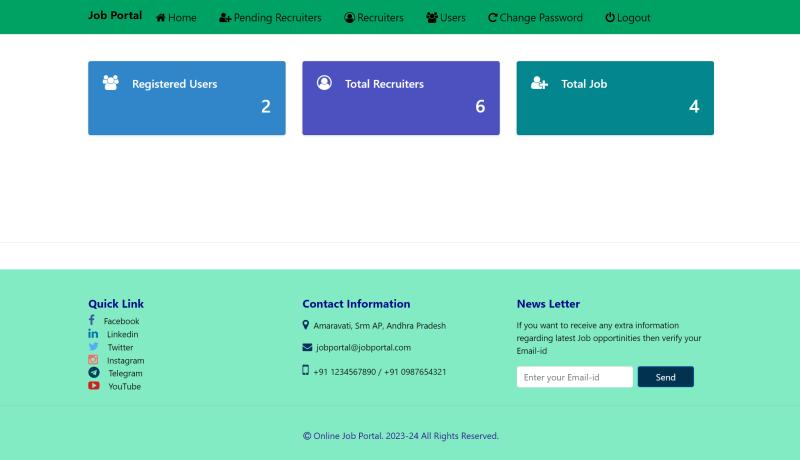 Job Portal Home Pending Recruiters Recruiters Users Change Password Logout
Registered Users
2
Total Recruiters
6
Total Job
4
Quick Link
Facebook
Linkedin
Twitter
Instagram
Telegram
YouTube
Contact Information
Amaravati, Srm AP, Andhra Pradesh
jobportal@jobportal.com
+91 1234567890 / +91 0987654321
News Letter
If you want to receive any extra information
regarding latest Job opportinities then verify your
Email-id
Enter your Email-id Send
© Online Job Portal. 2023-24 All Rights Reserved.